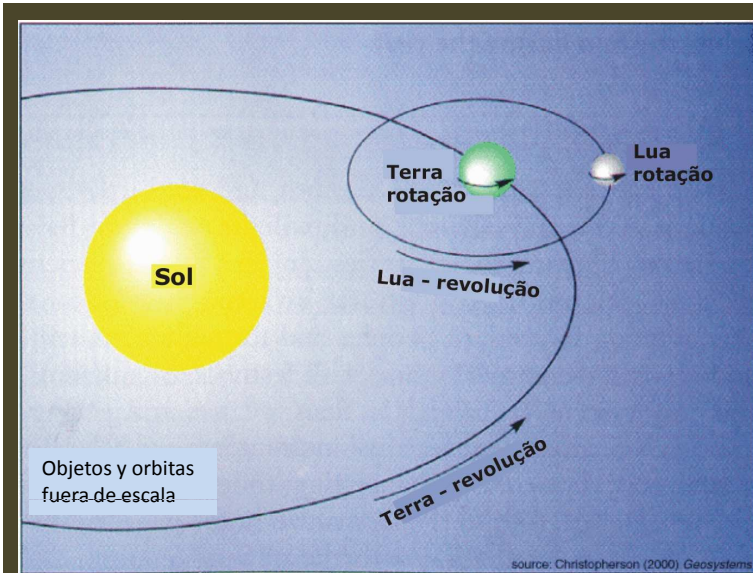 Terra
rotação
Lua
rotação
Sol
Lua - revolução
Terra - revolução
Objetos y orbitas
fuera de escala
source: Christopherson (2000) Geosystems